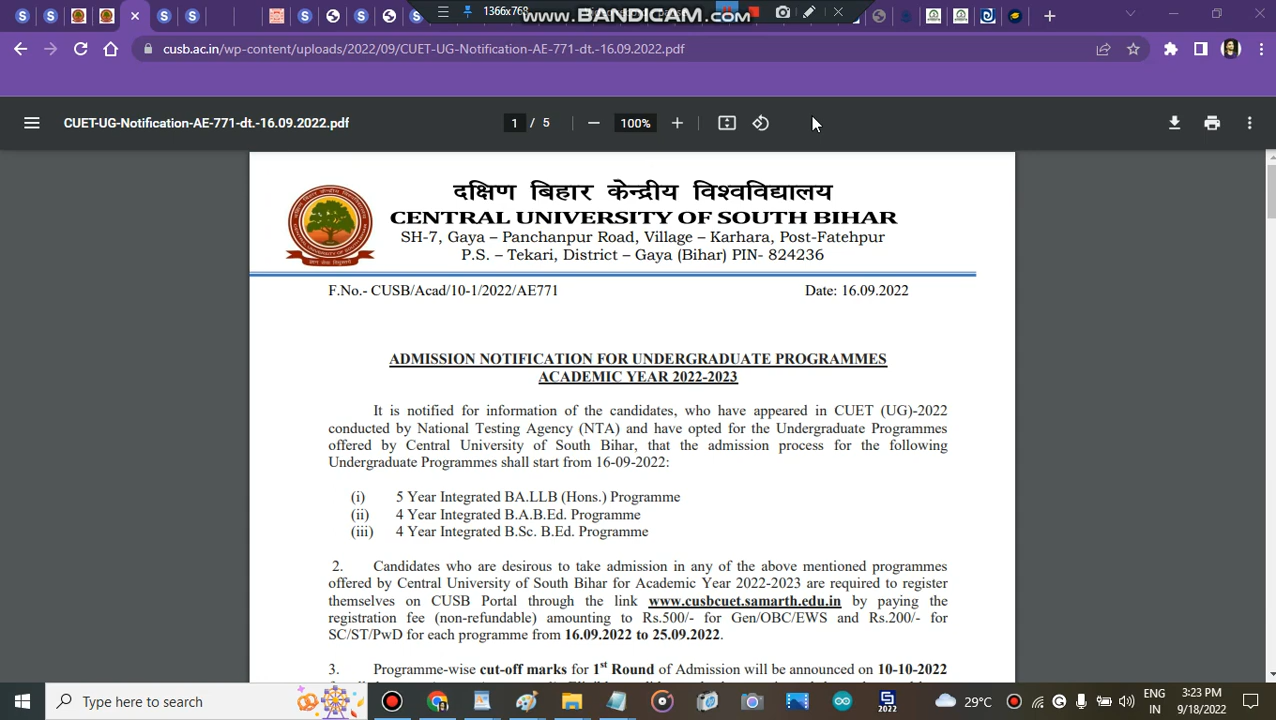 1366x768
www.BANDICAM.com
cusb.ac.in/wp-content/uploads/2022/09/CUET-UG-Notification-AE-771-dt.-16.09.2022.pdf
CUET-UG-Notification-AE-771-dt.-16.09.2022.pdf
1 / 5
100%
दक्षिण बिहार केन्द्रीय विश्वविद्यालय
CENTRAL UNIVERSITY OF SOUTH BIHAR
SH-7, Gaya – Panchanpur Road, Village – Karhara, Post-Fatehpur
P.S. – Tekari, District – Gaya (Bihar) PIN- 824236
F.No.- CUSB/Acad/10-1/2022/AE771 Date: 16.09.2022
ADMISSION NOTIFICATION FOR UNDERGRADUATE PROGRAMMES
ACADEMIC YEAR 2022-2023
It is notified for information of the candidates, who have appeared in CUET (UG)-2022
conducted by National Testing Agency (NTA) and have opted for the Undergraduate Programmes
offered by Central University of South Bihar, that the admission process for the following
Undergraduate Programmes shall start from 16-09-2022:
(i) 5 Year Integrated BA.LLB (Hons.) Programme
(ii) 4 Year Integrated B.A.B.Ed. Programme
(iii) 4 Year Integrated B.Sc. B.Ed. Programme
2. Candidates who are desirous to take admission in any of the above mentioned programmes
offered by Central University of South Bihar for Academic Year 2022-2023 are required to register
themselves on CUSB Portal through the link www.cusbcuet.samarth.edu.in by paying the
registration fee (non-refundable) amounting to Rs.500/- for Gen/OBC/EWS and Rs.200/- for
SC/ST/PwD for each programme from 16.09.2022 to 25.09.2022.
3. Programme-wise cut-off marks for 1st Round of Admission will be announced on 10-10-2022
Type here to search
2022
29°C
ENG
IN
3:23 PM
9/18/2022